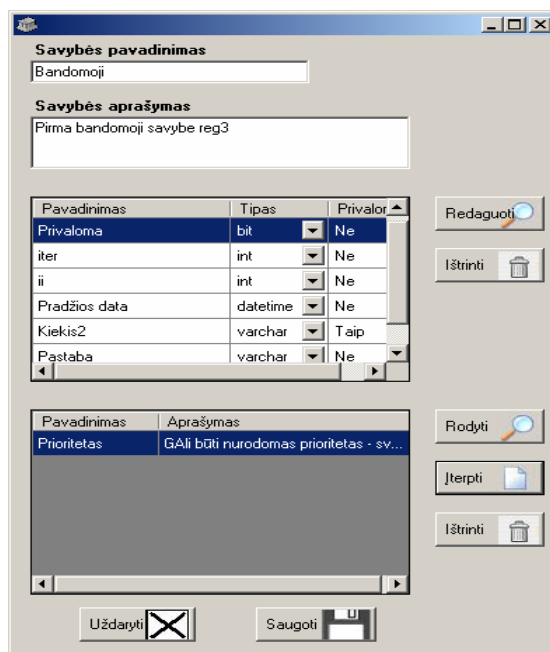 Savybės pavadinimas
Bandomoji
Savybės aprašymas
Pirma bandomoji savybe reg3
Pavadinimas Tipas Privalor
Privaloma bit Ne
iter int Ne
ii int Ne
Pradžios data datetime Ne
Kiekis2 varchar Taip
Pastaba varchar Ne
Redaguoti
Ištrinti
Pavadinimas Aprašymas
Prioritetas GAli būti nurodomas prioritetas - sv...
Rodyti
Įterpti
Ištrinti
Uždaryti Saugoti